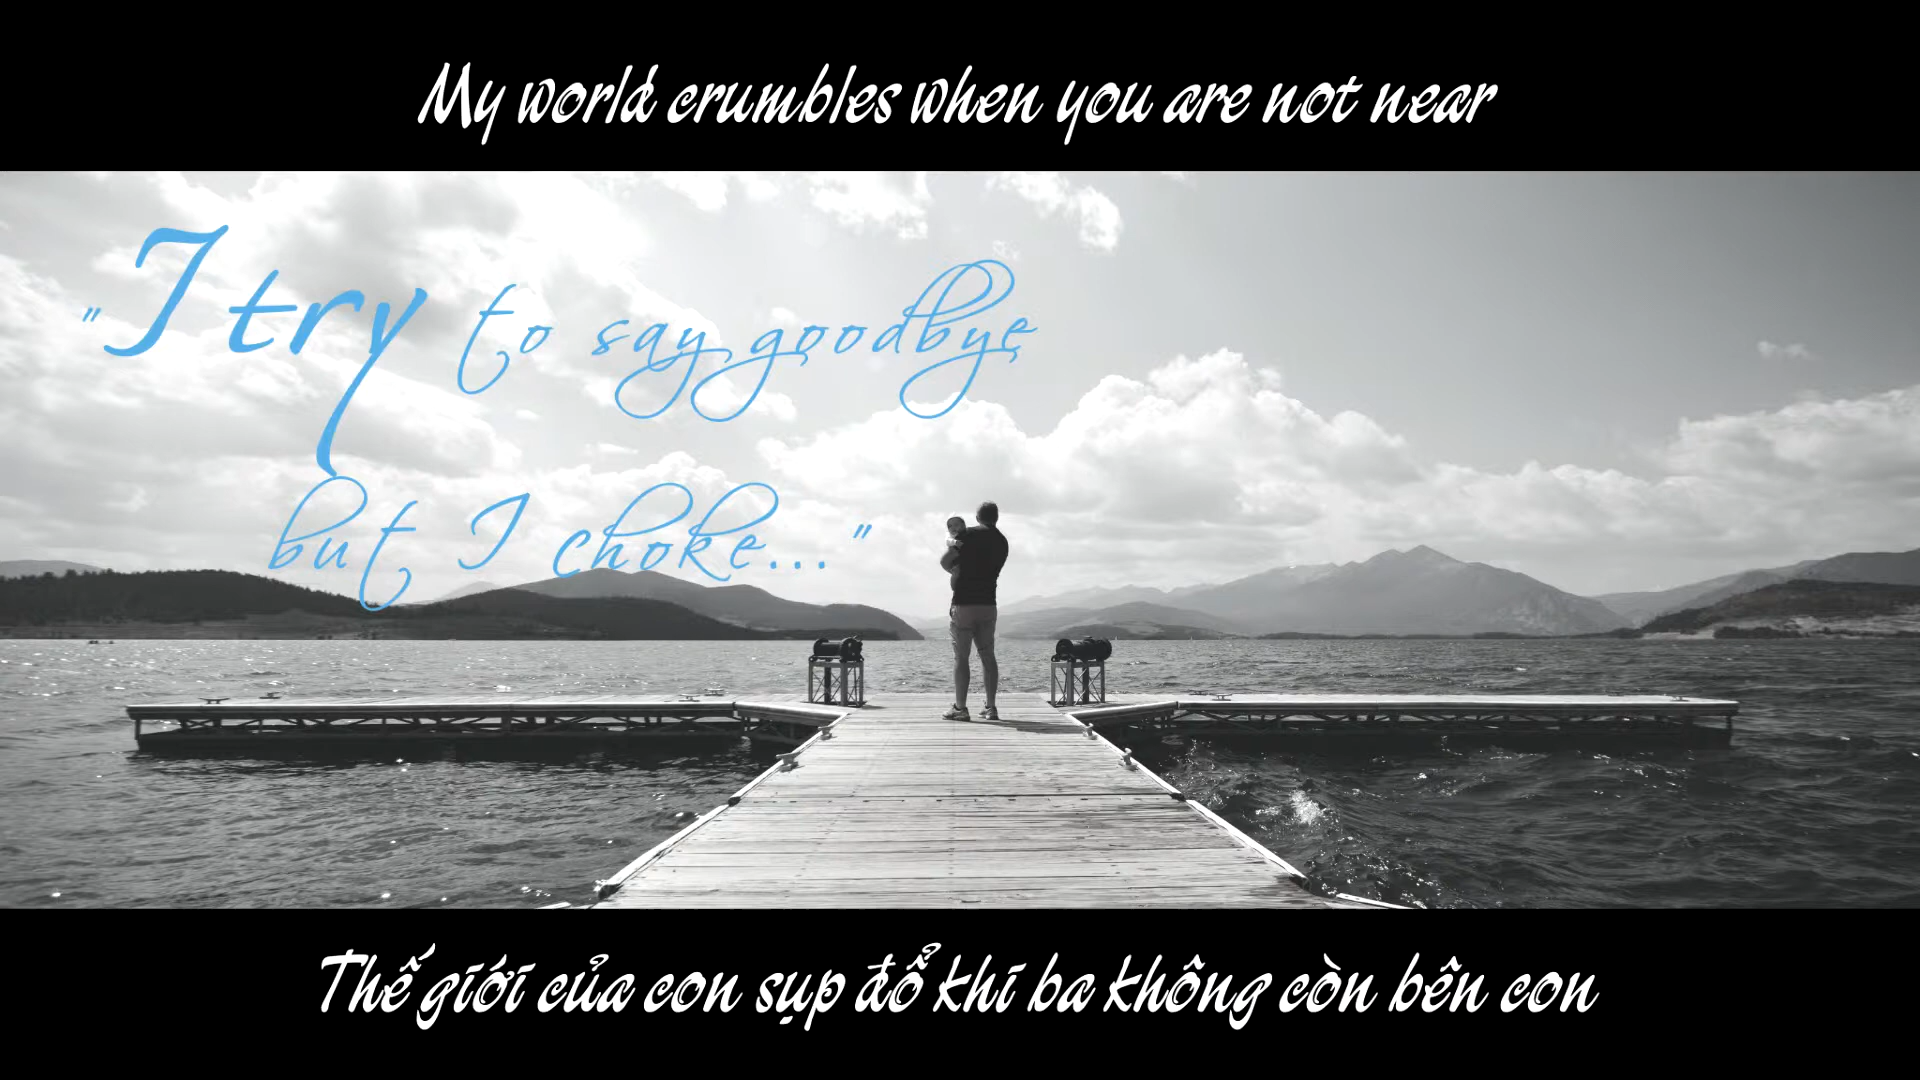 My world crumbles when you are not near
"I try to say goodbye
but I choke..."
Thế giới của con sụp đổ khi ba không còn bên con